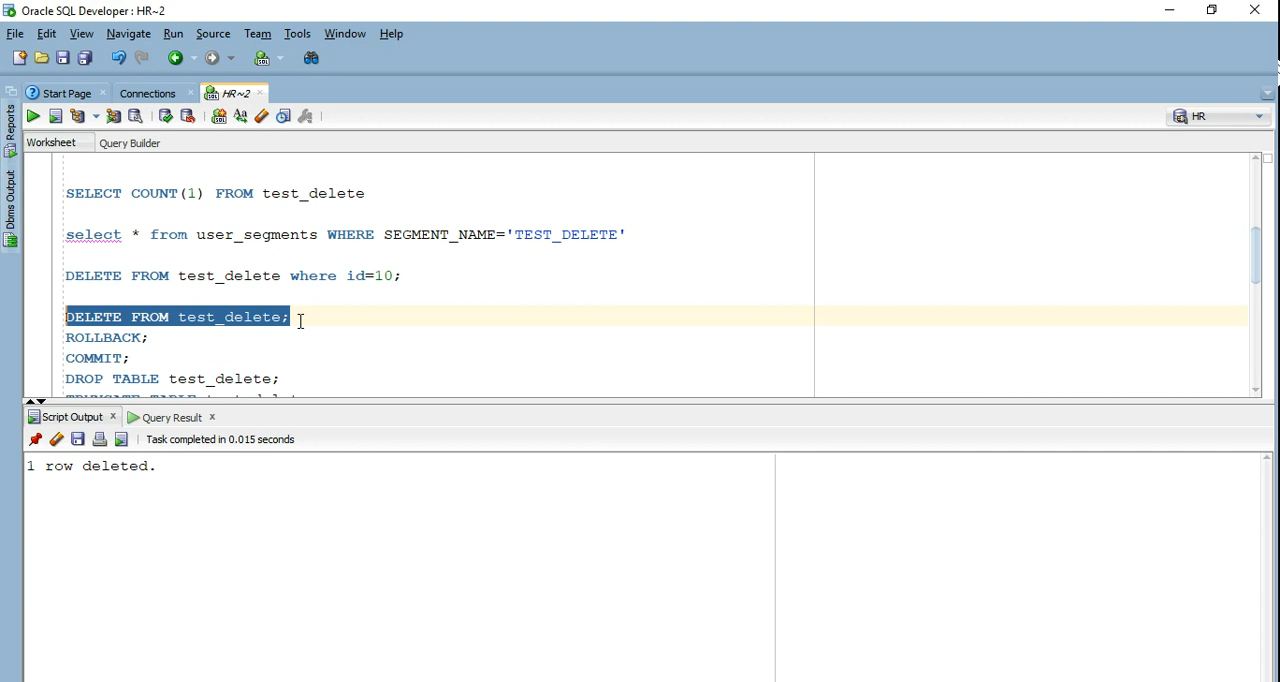 Oracle SQL Developer : HR~2
File Edit View Navigate Run Source Team Tools Window Help
Start Page Connections HR~2
HR
Worksheet Query Builder
Reports
Dbms Output
SELECT COUNT(1) FROM test_delete
select * from user_segments WHERE SEGMENT_NAME='TEST_DELETE'
DELETE FROM test_delete where id=10;
DELETE FROM test_delete;
ROLLBACK;
COMMIT;
DROP TABLE test_delete;
Script Output Query Result
Task completed in 0.015 seconds
1 row deleted.